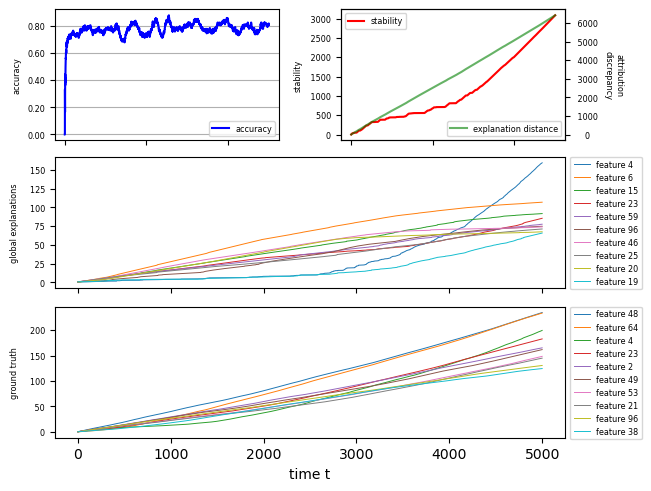 0.80
0.60
0.40
0.20
0.00
accuracy
accuracy
3000
2500
2000
1500
1000
500
0
stability
stability
explanation distance
6000
5000
4000
3000
2000
1000
0
attribution
discrepancy
150
125
100
75
50
25
0
global explanations
feature 4
feature 6
feature 15
feature 23
feature 59
feature 96
feature 46
feature 25
feature 20
feature 19
200
150
100
50
0
ground truth
feature 48
feature 64
feature 4
feature 23
feature 2
feature 49
feature 53
feature 21
feature 96
feature 38
0 1000 2000 3000 4000 5000
time t